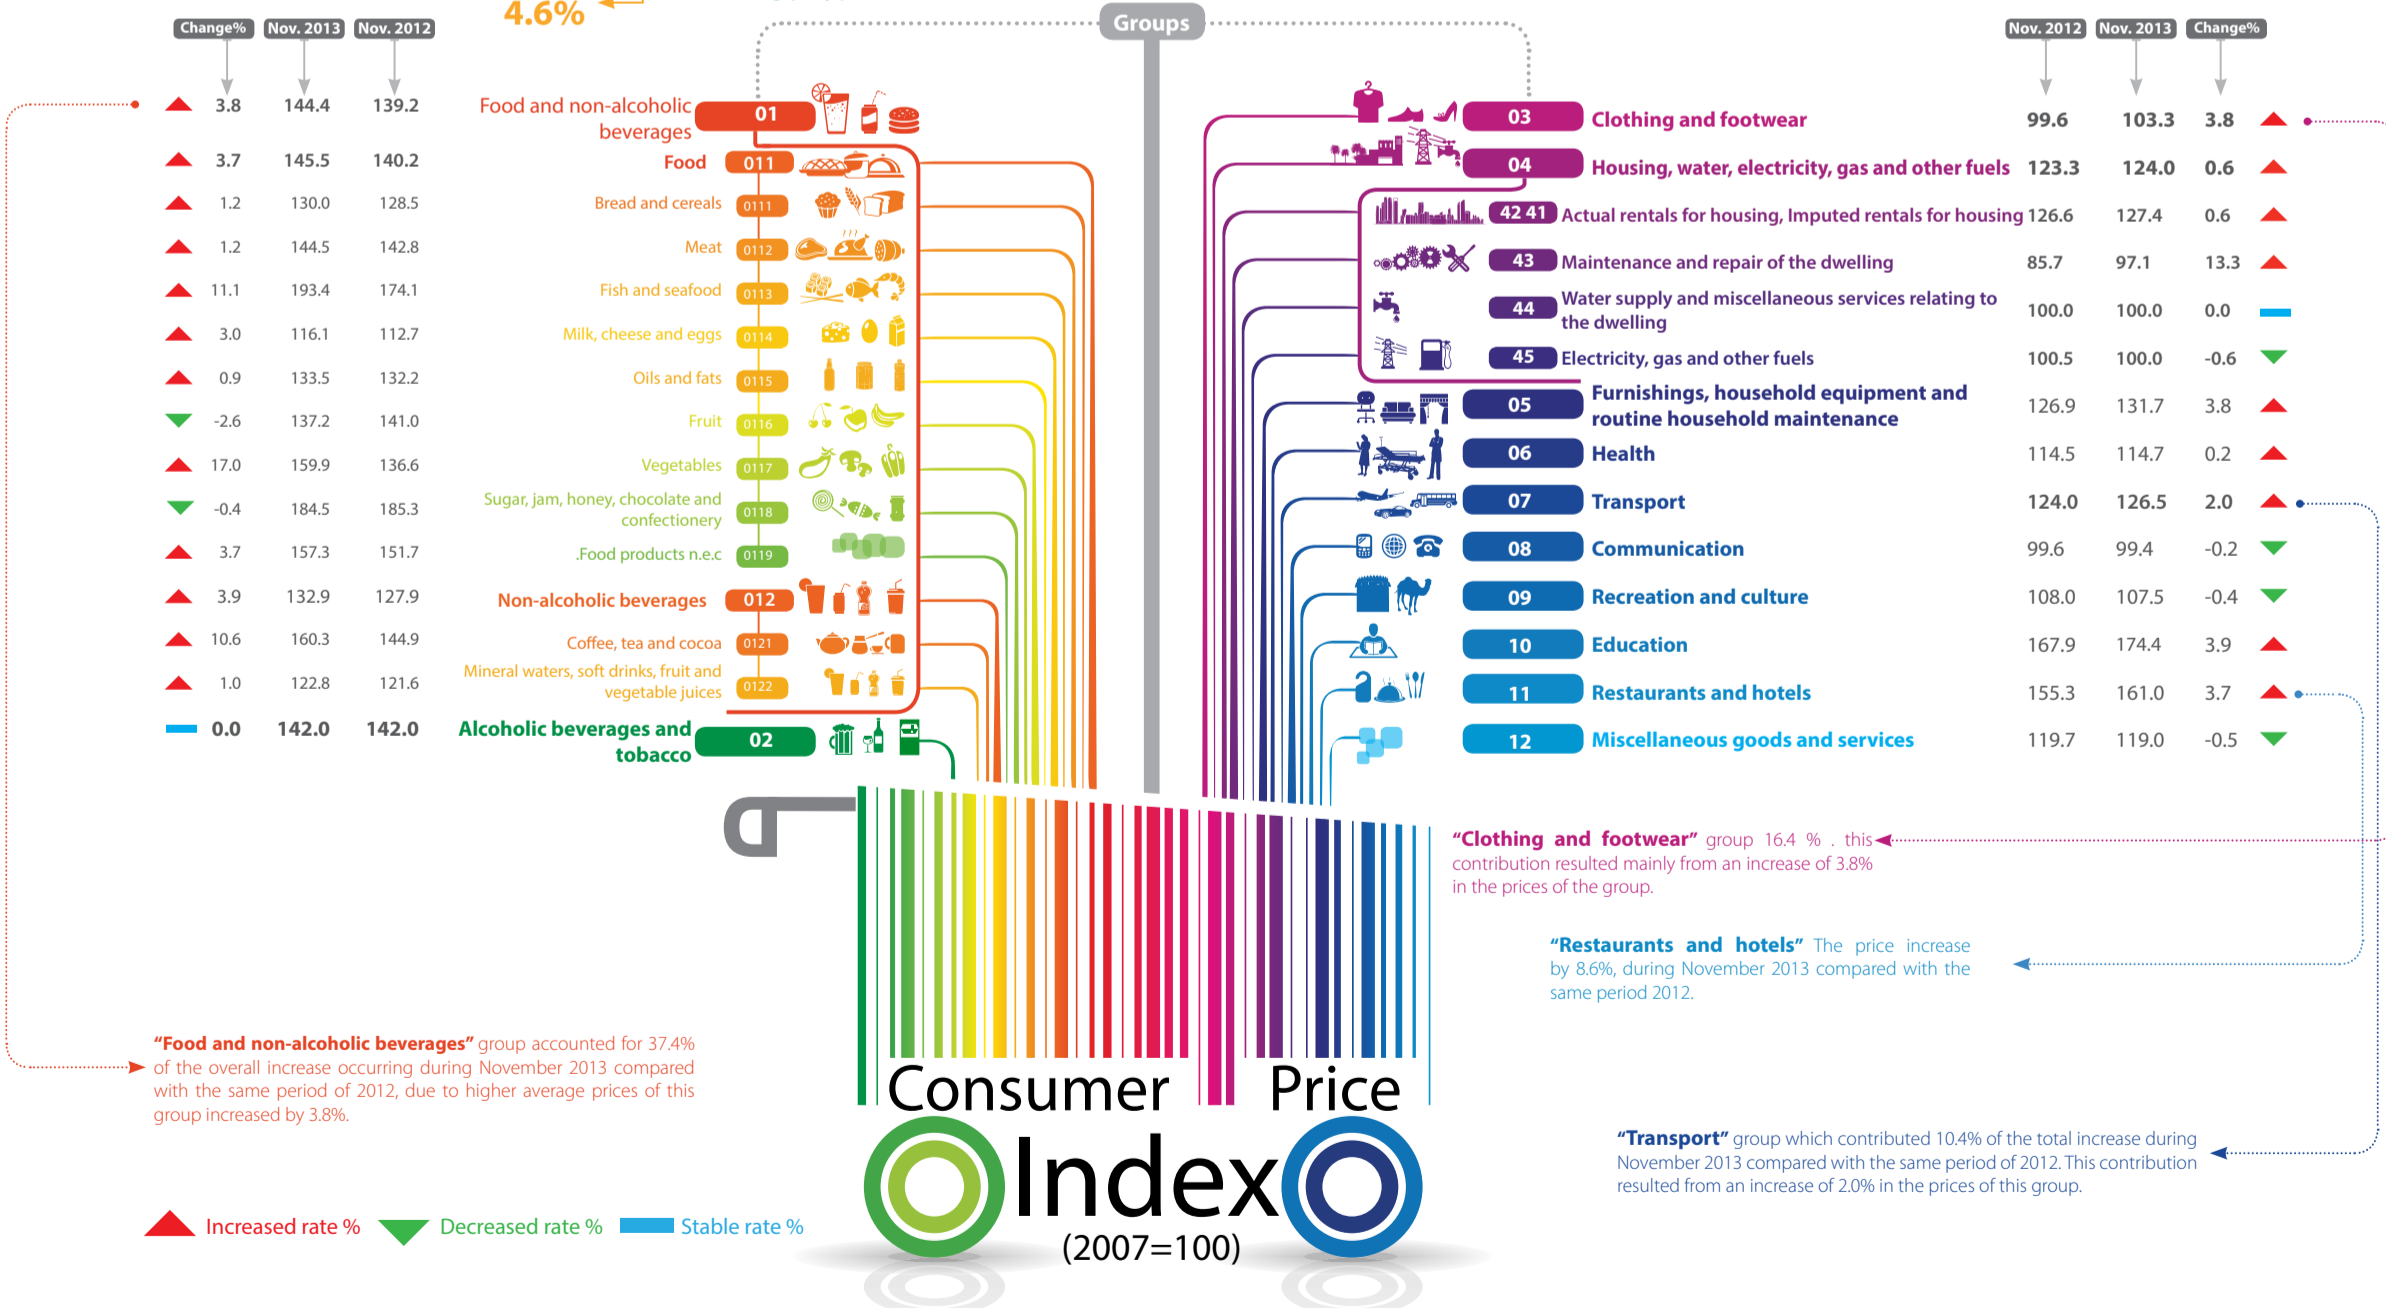 4.6%
Groups
Change% Nov. 2013 Nov. 2012
3.8 144.4 139.2 Food and non-alcoholic
beverages 01
3.7 145.5 140.2 Food 011
1.2 130.0 128.5 Bread and cereals 0111
1.2 144.5 142.8 Meat 0112
11.1 193.4 174.1 Fish and seafood 0113
3.0 116.1 112.7 Milk, cheese and eggs 0114
0.9 133.5 132.2 Oils and fats 0115
-2.6 137.2 141.0 Fruit 0116
17.0 159.9 136.6 Vegetables 0117
-0.4 184.5 185.3 Sugar, jam, honey, chocolate and
confectionery 0118
3.7 157.3 151.7 .Food products n.e.c 0119
3.9 132.9 127.9 Non-alcoholic beverages 012
10.6 160.3 144.9 Coffee, tea and cocoa 0121
1.0 122.8 121.6 Mineral waters, soft drinks, fruit and
vegetable juices 0122
0.0 142.0 142.0 Alcoholic beverages and
tobacco 02
Nov. 2012 Nov. 2013 Change%
03 Clothing and footwear 99.6 103.3 3.8
04 Housing, water, electricity, gas and other fuels 123.3 124.0 0.6
42 41 Actual rentals for housing, Imputed rentals for housing 126.6 127.4 0.6
43 Maintenance and repair of the dwelling 85.7 97.1 13.3
44 Water supply and miscellaneous services relating to
the dwelling 100.0 100.0 0.0
45 Electricity, gas and other fuels 100.5 100.0 -0.6
05 Furnishings, household equipment and
routine household maintenance 126.9 131.7 3.8
06 Health 114.5 114.7 0.2
07 Transport 124.0 126.5 2.0
08 Communication 99.6 99.4 -0.2
09 Recreation and culture 108.0 107.5 -0.4
10 Education 167.9 174.4 3.9
11 Restaurants and hotels 155.3 161.0 3.7
12 Miscellaneous goods and services 119.7 119.0 -0.5
“Clothing and footwear” group 16.4 % . this
contribution resulted mainly from an increase of 3.8%
in the prices of the group.
“Restaurants and hotels” The price increase
by 8.6%, during November 2013 compared with the
same period 2012.
“Food and non-alcoholic beverages” group accounted for 37.4%
of the overall increase occurring during November 2013 compared
with the same period of 2012, due to higher average prices of this
group increased by 3.8%.
“Transport” group which contributed 10.4% of the total increase during
November 2013 compared with the same period of 2012. This contribution
resulted from an increase of 2.0% in the prices of this group.
Consumer Price
Index
(2007=100)
Increased rate % Decreased rate % Stable rate %